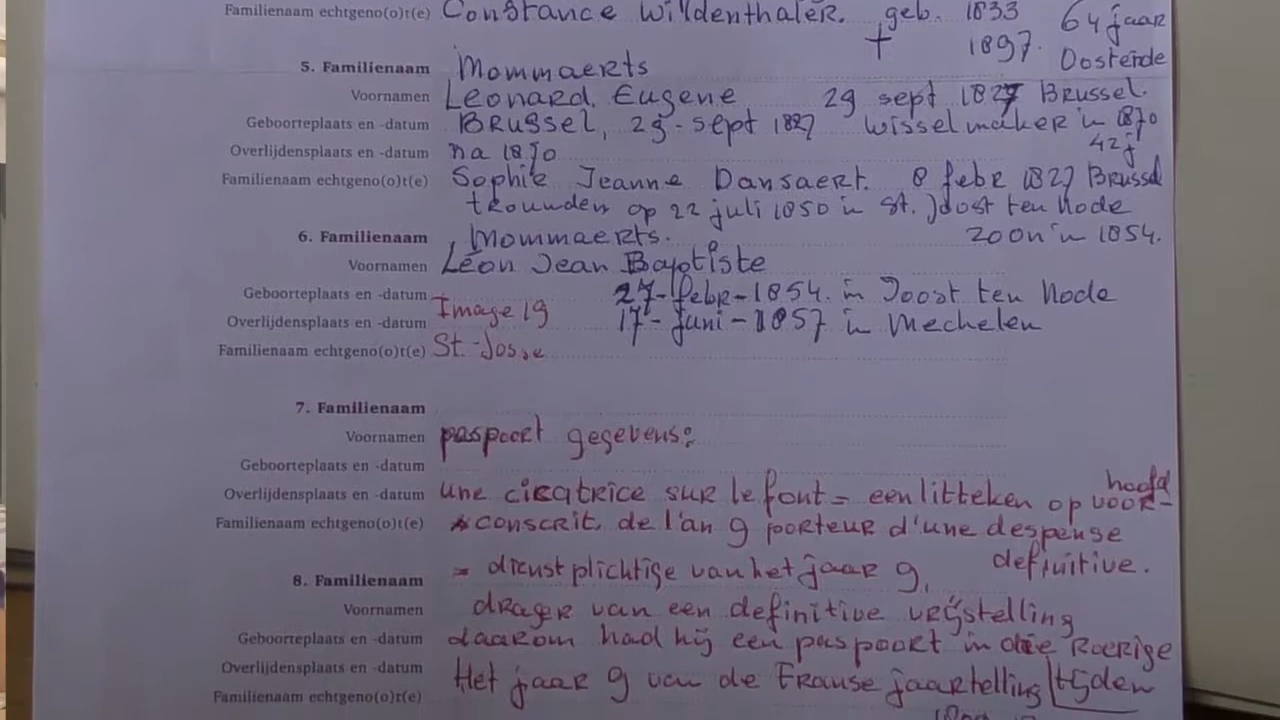 Familienaam echtgeno(o)t(e) Constance Wildenthaler. geb. 1833 64 jaar
† 1897. Oostende
5. Familienaam Mommaerts
Voornamen Leonard, Eugene 29 sept 1827 Brussel.
Geboorteplaats en -datum Brussel, 29-sept 1827 wisselmaker in 1870
42 j
Overlijdensplaats en -datum na 1870
Familienaam echtgeno(o)t(e) Sophie Jeanne Dansaert. 8 febr 1827 Brussel
trouwden op 22 juli 1850 in St. Joost ten Node
6. Familienaam Mommaerts. zoon in 1854.
Voornamen Léon Jean Baptiste
Geboorteplaats en -datum 27-febr-1854. in Joost ten Node
Overlijdensplaats en -datum Image 19 17-juni-1857 in Mechelen
Familienaam echtgeno(o)t(e) St.-Josse
7. Familienaam
Voornamen paspoort gegevens:
Geboorteplaats en -datum
Overlijdensplaats en -datum une cicatrice sur le font = een litteken op voor-hoofd
Familienaam echtgeno(o)t(e) conscrit de l'an 9 porteur d'une despense
definitive.
= dienstplichtige van het jaar 9,
8. Familienaam
Voornamen drager van een definitive vrijstelling
Geboorteplaats en -datum daarom had hij een paspoort in die Roerige
Overlijdensplaats en -datum Het jaar 9 van de Franse jaartelling tijden
Familienaam echtgeno(o)t(e)